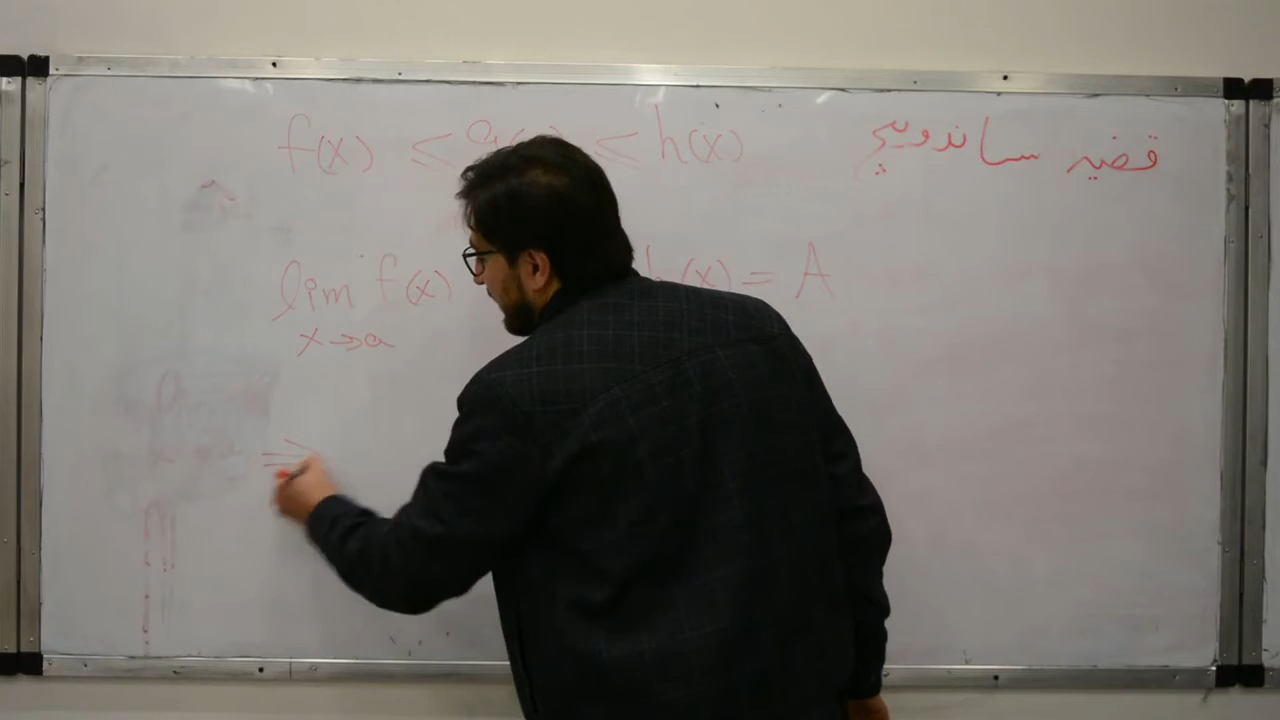 قضیه ساندویچ
f(x) ≤ g(x) ≤ h(x)
lim f(x) h(x) = A
x→a
⇒